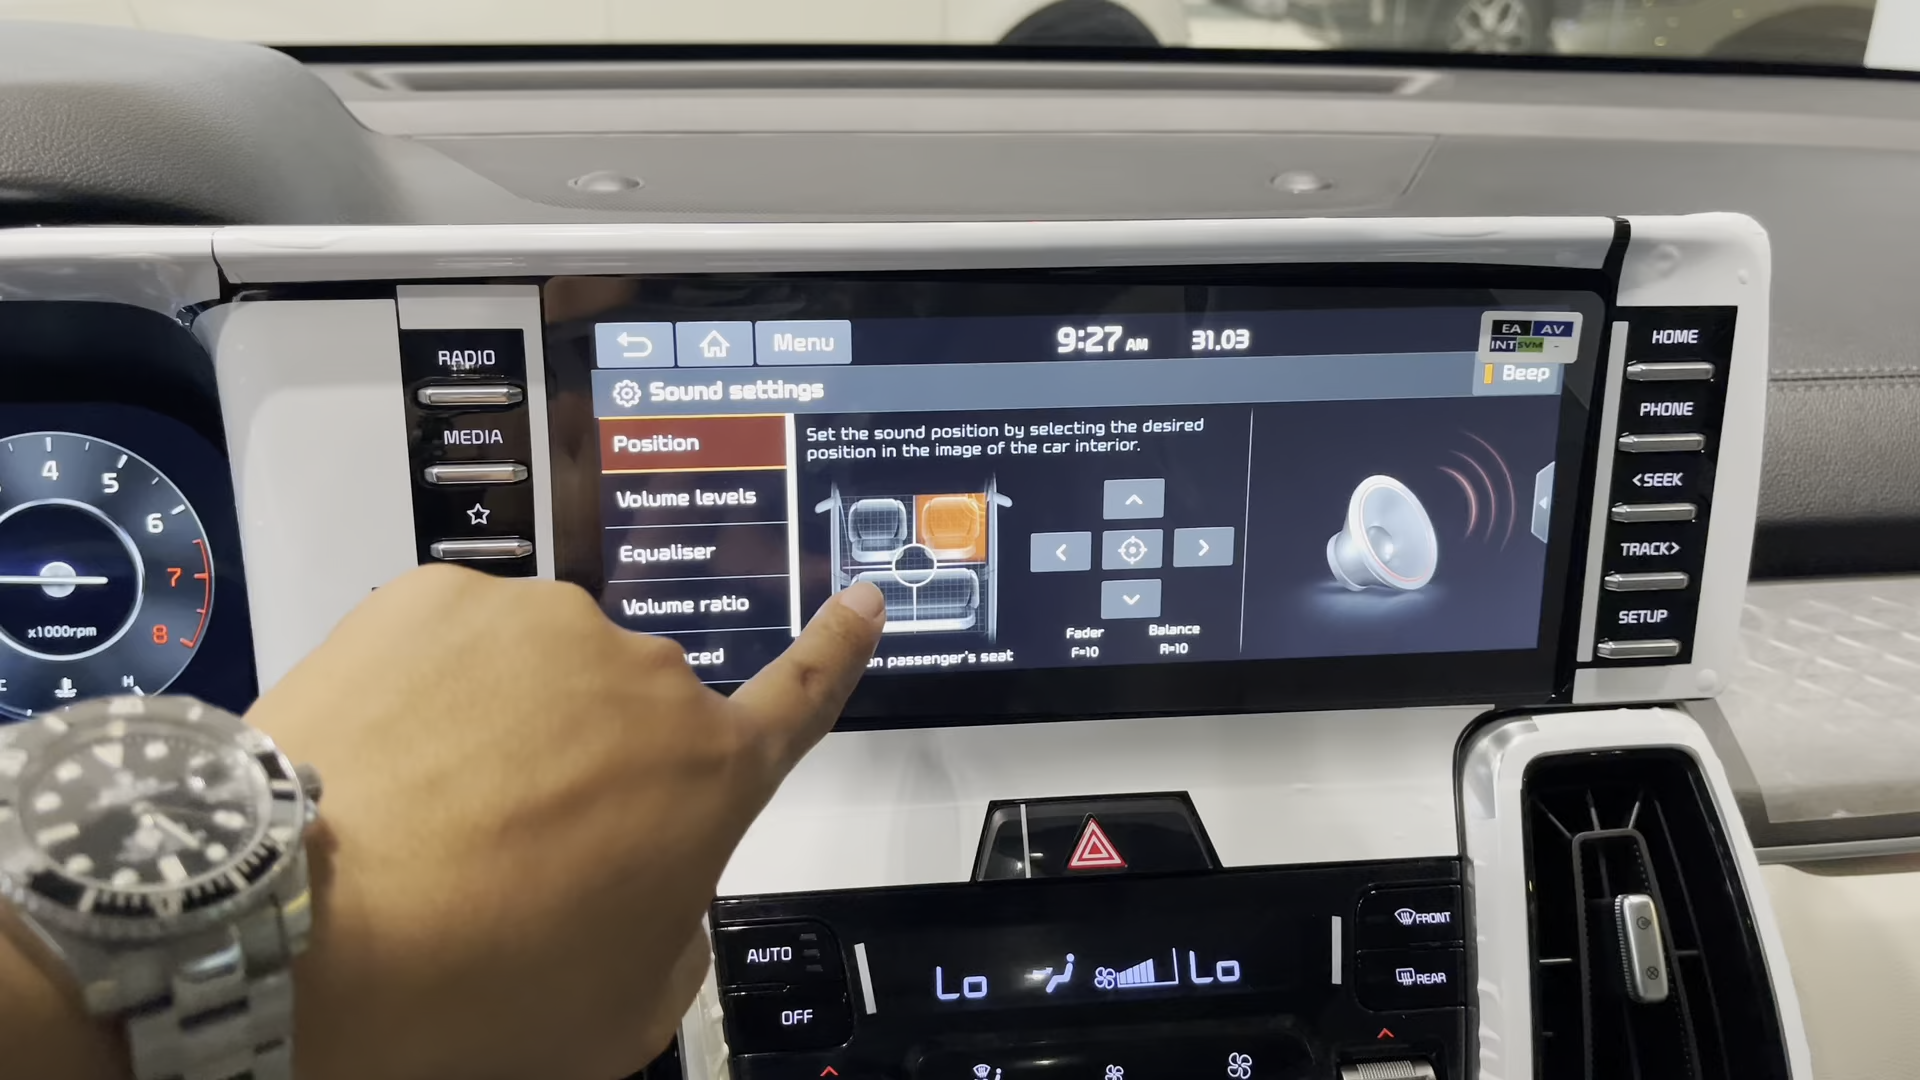 RADIO
MEDIA
Menu
9:27 AM
31.03
EA AV
INT SVM -
Sound settings
Beep
Position
Volume levels
Equaliser
Volume ratio
Set the sound position by selecting the desired
position in the image of the car interior.
Fader
F=10
Balance
R=10
passenger's seat
HOME
PHONE
<SEEK
TRACK>
SETUP
4
5
6
7
8
x1000rpm
H
AUTO
OFF
Lo
Lo
FRONT
REAR